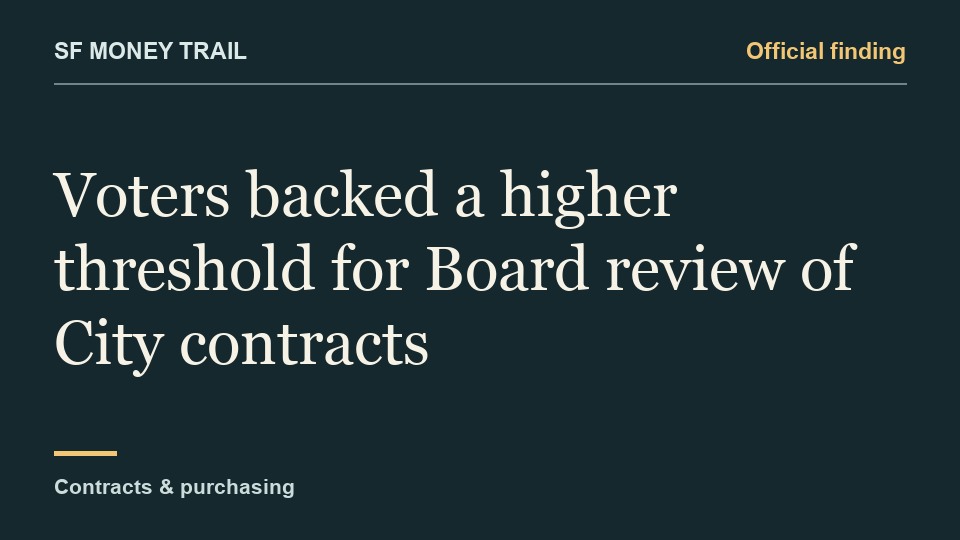 SF MONEY TRAIL
Official finding
Voters backed a higher
threshold for Board review of
City contracts
Contracts & purchasing